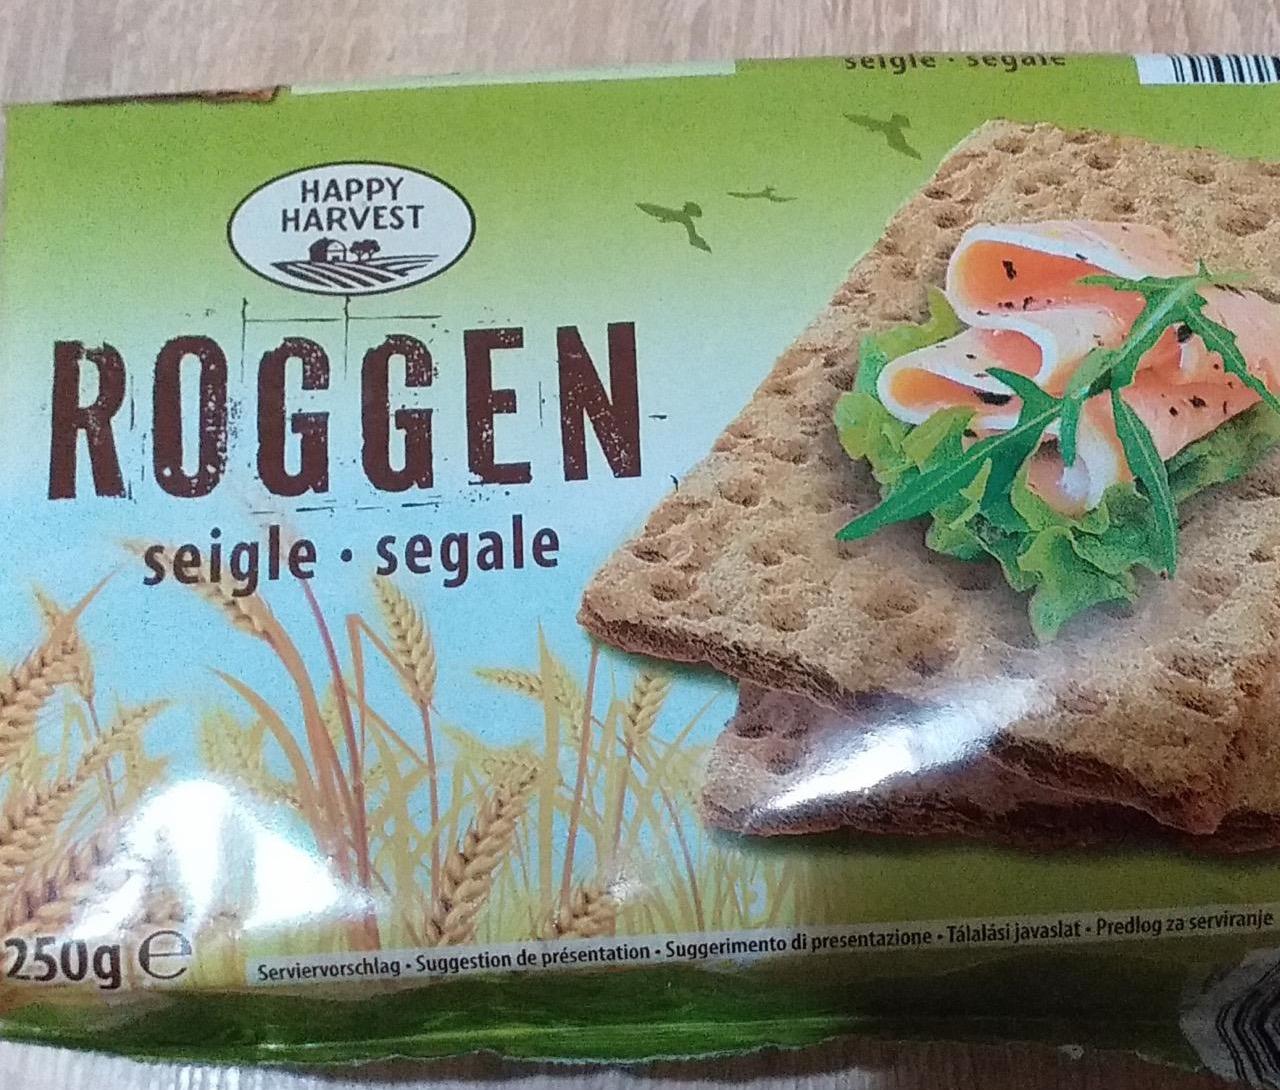 seigle · segale
HAPPY
HARVEST
ROGGEN
seigle · segale
250g ℮
Serviervorschlag - Suggestion de présentation - Suggerimento di presentazione - Tálalási javaslat - Predlog za serviranje